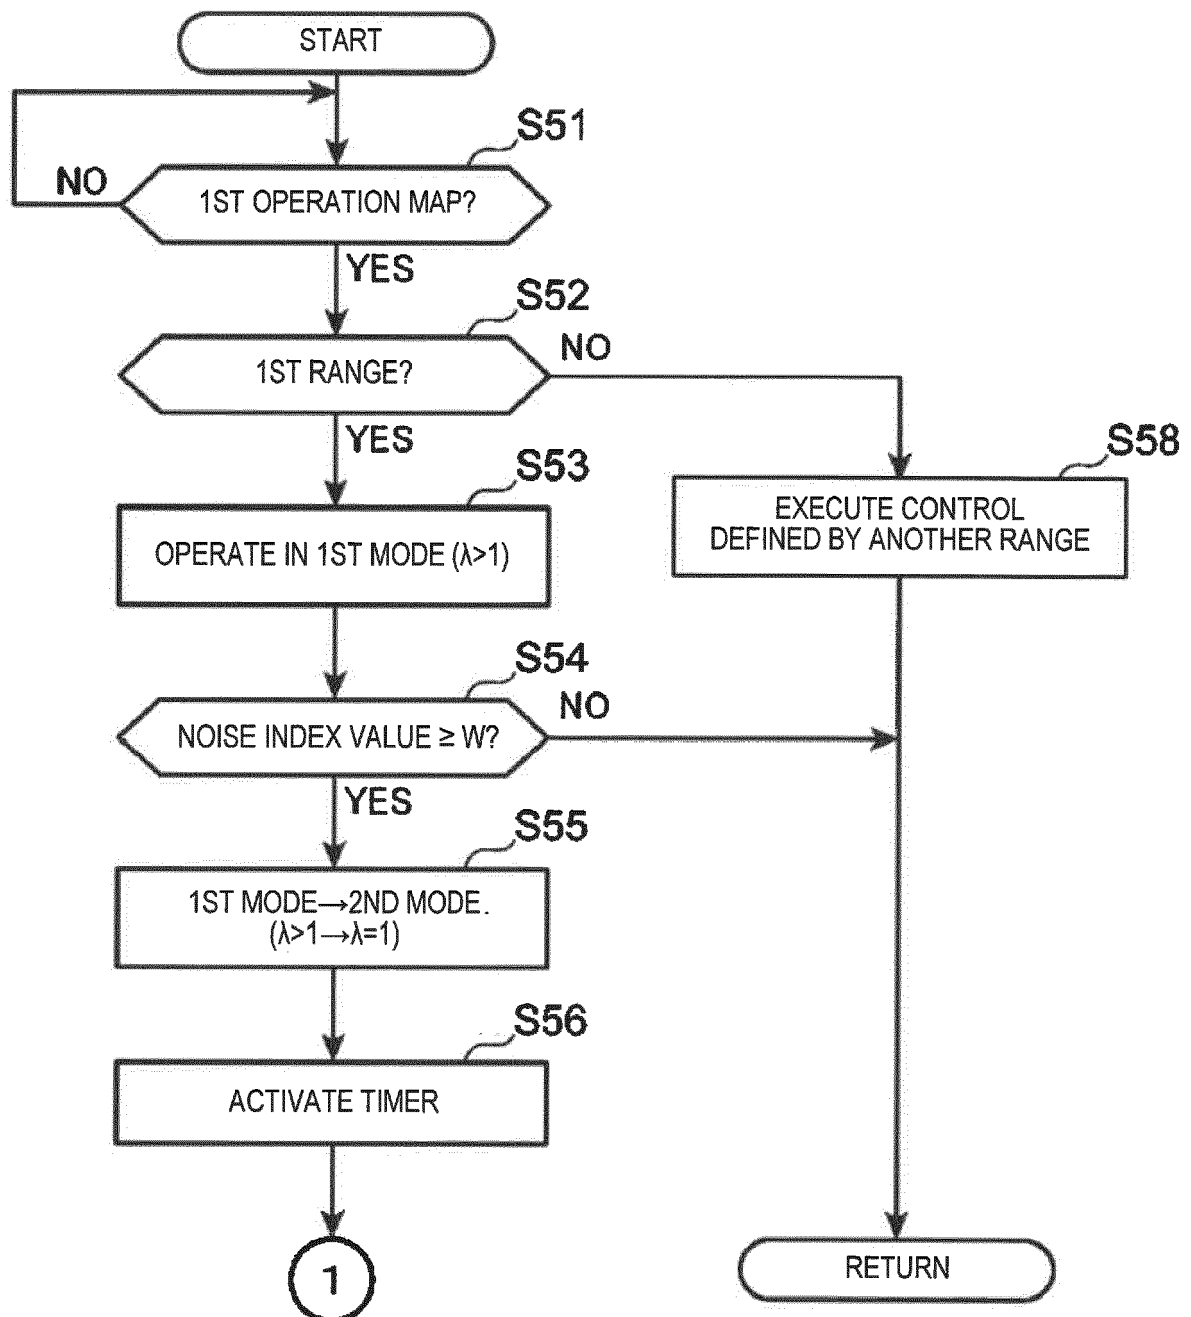 START
S51
NO
1ST OPERATION MAP?
YES
S52
NO
1ST RANGE?
YES
S58
S53
EXECUTE CONTROL
DEFINED BY ANOTHER RANGE
OPERATE IN 1ST MODE (λ>1)
S54
NO
NOISE INDEX VALUE ≥ W?
YES
S55
1ST MODE→2ND MODE.
(λ>1→λ=1)
S56
ACTIVATE TIMER
1
RETURN